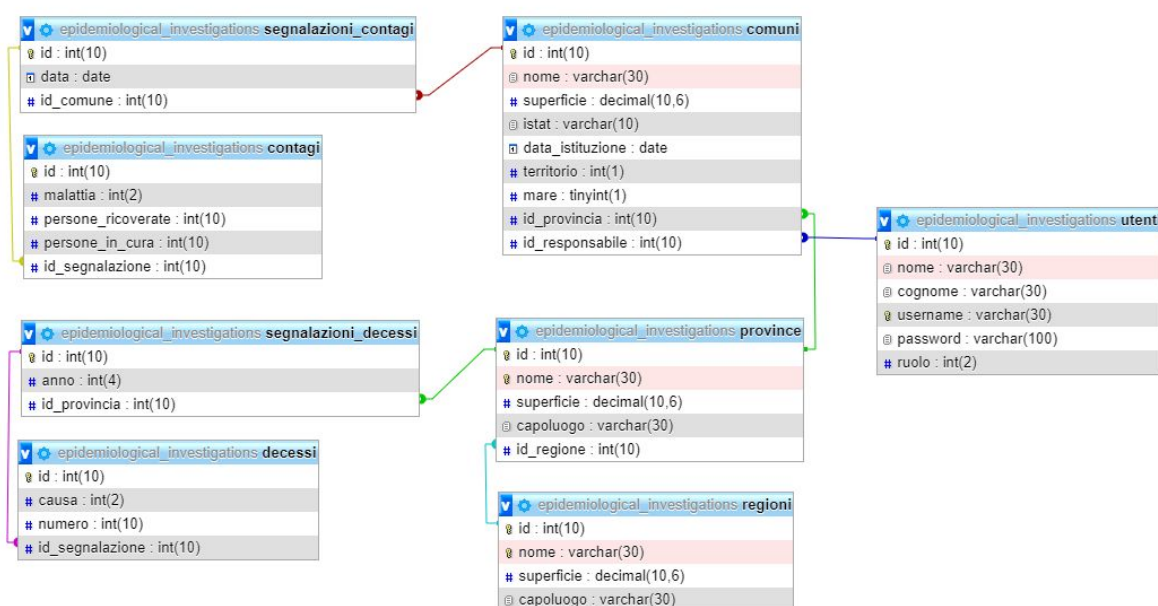 epidemiological_investigations segnalazioni_contagi
id : int(10)
data : date
# id_comune : int(10)
epidemiological_investigations contagi
id : int(10)
# malattia : int(2)
# persone_ricoverate : int(10)
# persone_in_cura : int(10)
# id_segnalazione : int(10)
epidemiological_investigations segnalazioni_decessi
id : int(10)
# anno : int(4)
# id_provincia : int(10)
epidemiological_investigations decessi
id : int(10)
# causa : int(2)
# numero : int(10)
# id_segnalazione : int(10)
epidemiological_investigations comuni
id : int(10)
nome : varchar(30)
# superficie : decimal(10,6)
istat : varchar(10)
data_istituzione : date
# territorio : int(1)
# mare : tinyint(1)
# id_provincia : int(10)
# id_responsabile : int(10)
epidemiological_investigations province
id : int(10)
nome : varchar(30)
# superficie : decimal(10,6)
capoluogo : varchar(30)
# id_regione : int(10)
epidemiological_investigations regioni
id : int(10)
nome : varchar(30)
# superficie : decimal(10,6)
capoluogo : varchar(30)
epidemiological_investigations utent
id : int(10)
nome : varchar(30)
cognome : varchar(30)
username : varchar(30)
password : varchar(100)
# ruolo : int(2)